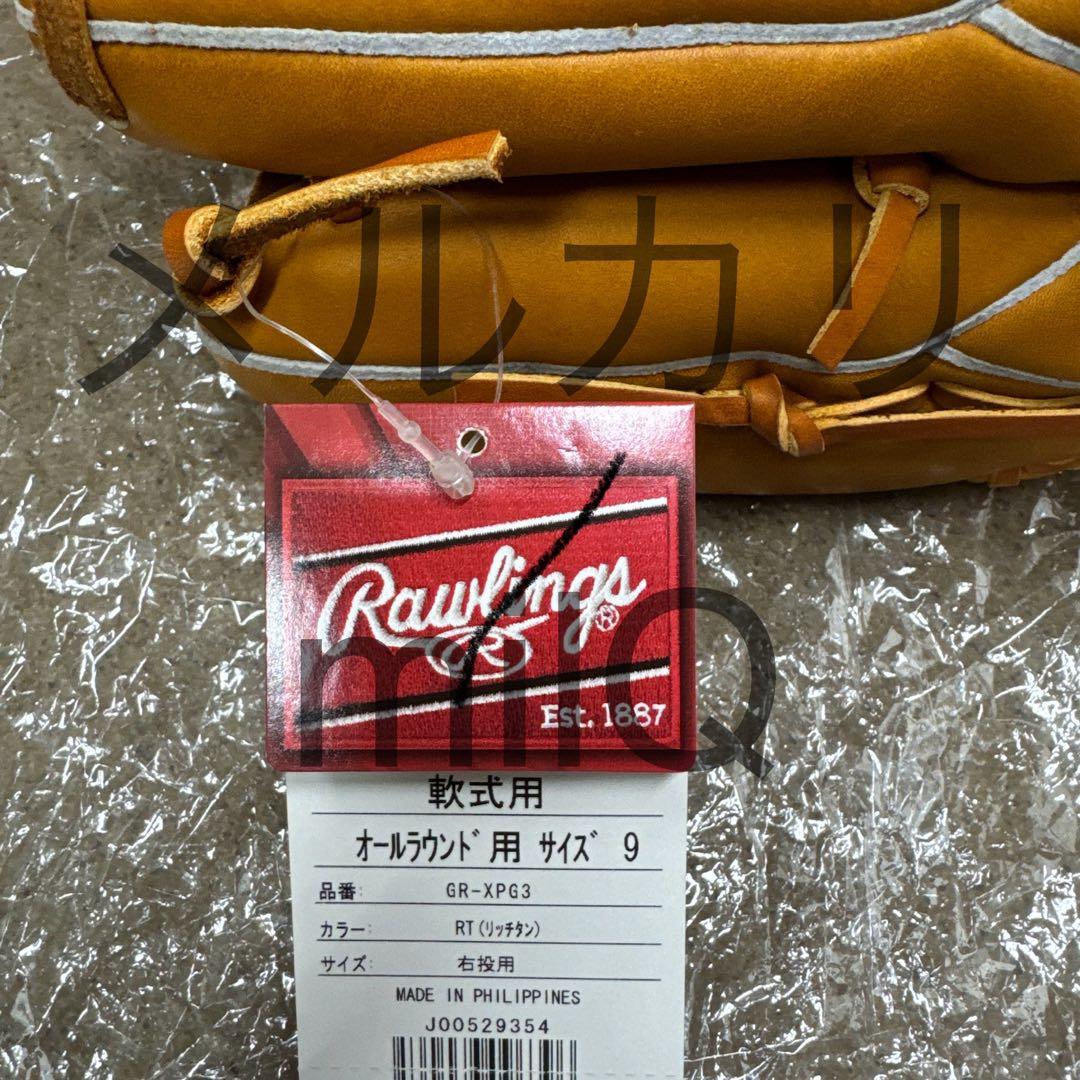 メルカリ
Rawlings
R
Est. 1887
miQ
軟式用
オールラウンド用 サイズ 9
品番: GR-XPG3
カラー: RT(リッチタン)
サイズ: 右投用
MADE IN PHILIPPINES
J00529354